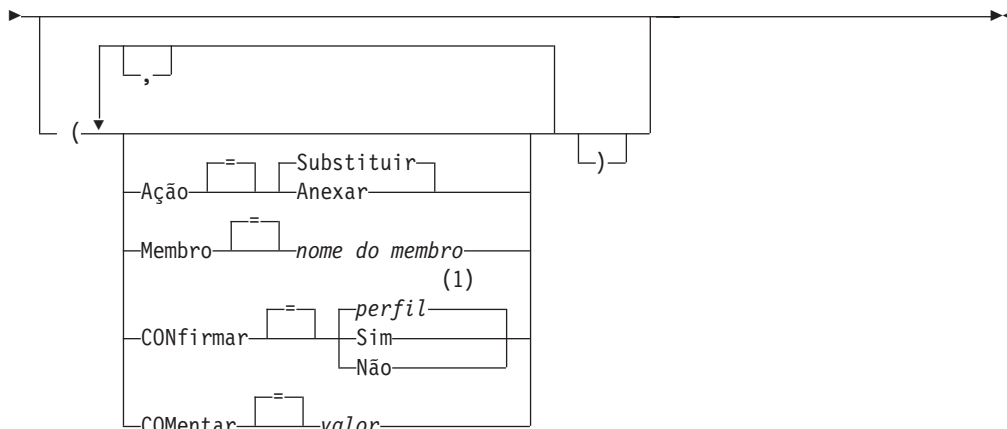 ,
( )
= Substituir
Ação Anexar
=
Membro nome do membro
(1)
= perfil
CONfirmar Sim
Não
=
COMentar valor